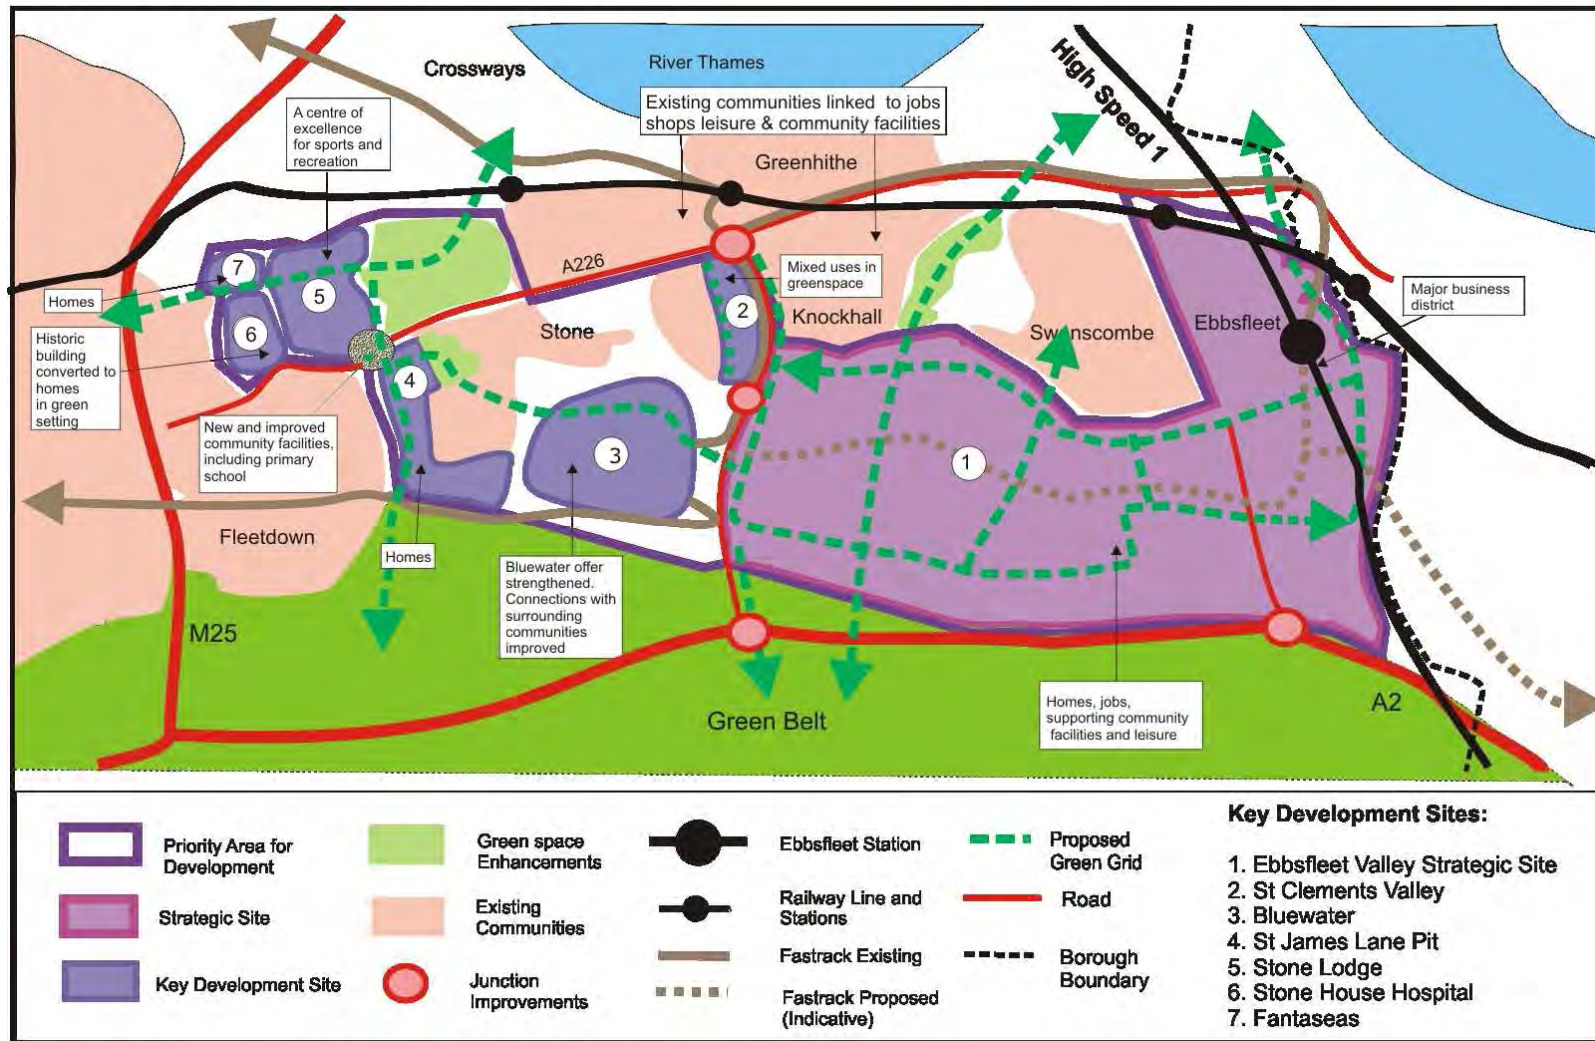 Crossways
River Thames
High Speed 1
A centre of
excellence
for sports and
recreation
Existing communities linked to jobs
shops leisure & community facilities
Greenhithe
A226
Mixed uses in
greenspace
7
Homes
5
2
Knockhall
Major business
district
Historic
building
converted to
homes
in green
setting
6
Stone
Swanscombe
Ebbsfleet
4
New and improved
community facilities,
including primary
school
3
1
Fleetdown
Homes
Bluewater offer
strengthened.
Connections with
surrounding
communities
improved
M25
Green Belt
Homes, jobs,
supporting community
facilities and leisure
A2
Priority Area for
Development
Strategic Site
Key Development Site
Green space
Enhancements
Existing
Communities
Junction
Improvements
Ebbsfleet Station
Railway Line and
Stations
Fastrack Existing
Fastrack Proposed
(Indicative)
Proposed
Green Grid
Road
Borough
Boundary
Key Development Sites:
1. Ebbsfleet Valley Strategic Site
2. St Clements Valley
3. Bluewater
4. St James Lane Pit
5. Stone Lodge
6. Stone House Hospital
7. Fantaseas